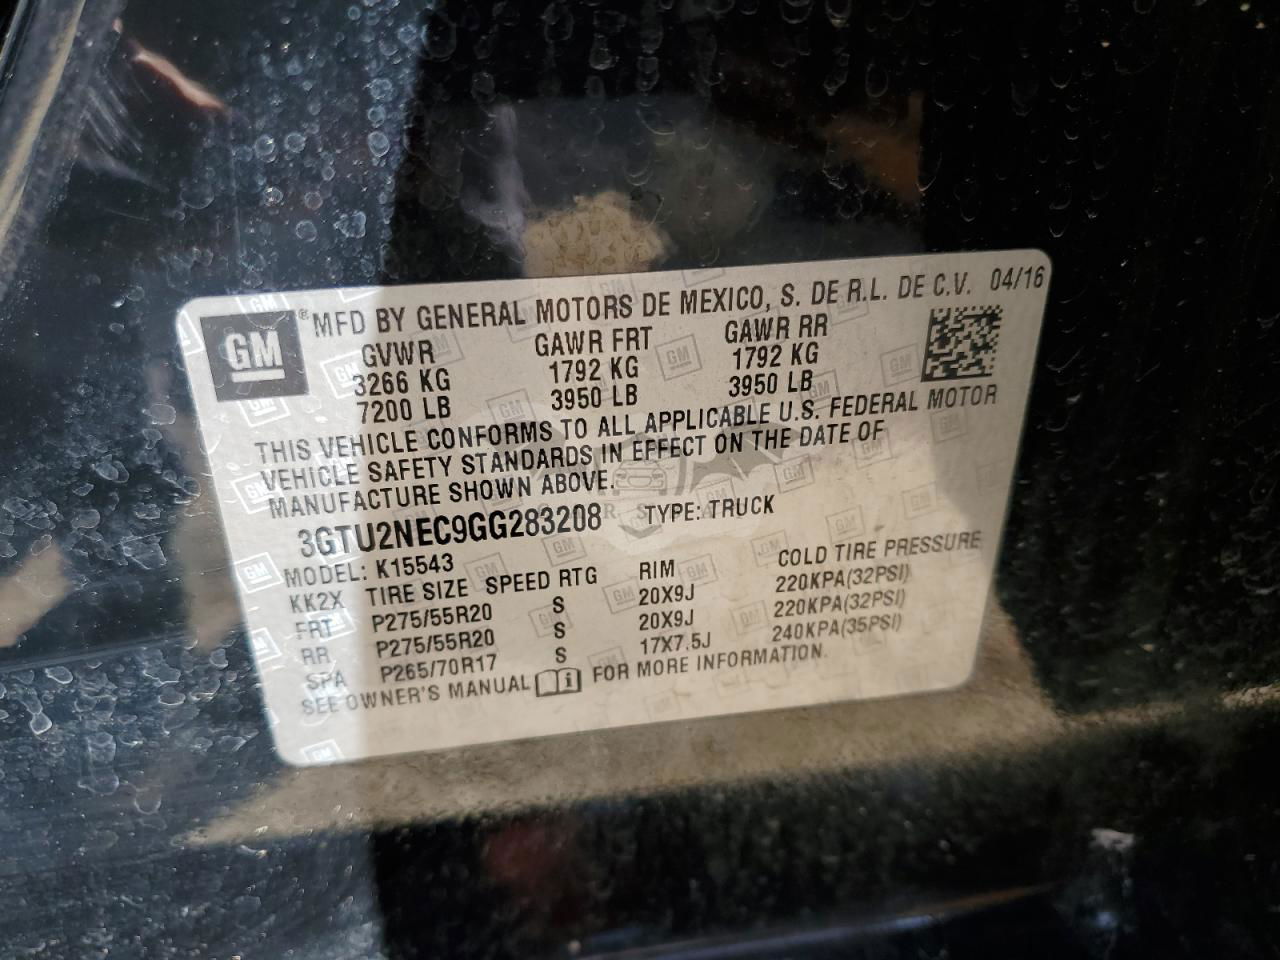 GM ® MFD BY GENERAL MOTORS DE MEXICO, S. DE R.L. DE C.V. 04/16
GVWR GAWR FRT GAWR RR
3266 KG 1792 KG 1792 KG
7200 LB 3950 LB 3950 LB
THIS VEHICLE CONFORMS TO ALL APPLICABLE U.S. FEDERAL MOTOR
VEHICLE SAFETY STANDARDS IN EFFECT ON THE DATE OF
MANUFACTURE SHOWN ABOVE.
3GTU2NEC9GG283208 TYPE: TRUCK
MODEL: K15543
KK2X TIRE SIZE SPEED RTG RIM COLD TIRE PRESSURE
FRT P275/55R20 S 20X9J 220KPA(32PSI)
RR P275/55R20 S 20X9J 220KPA(32PSI)
SPA P265/70R17 S 17X7.5J 240KPA(35PSI)
SEE OWNER'S MANUAL FOR MORE INFORMATION.